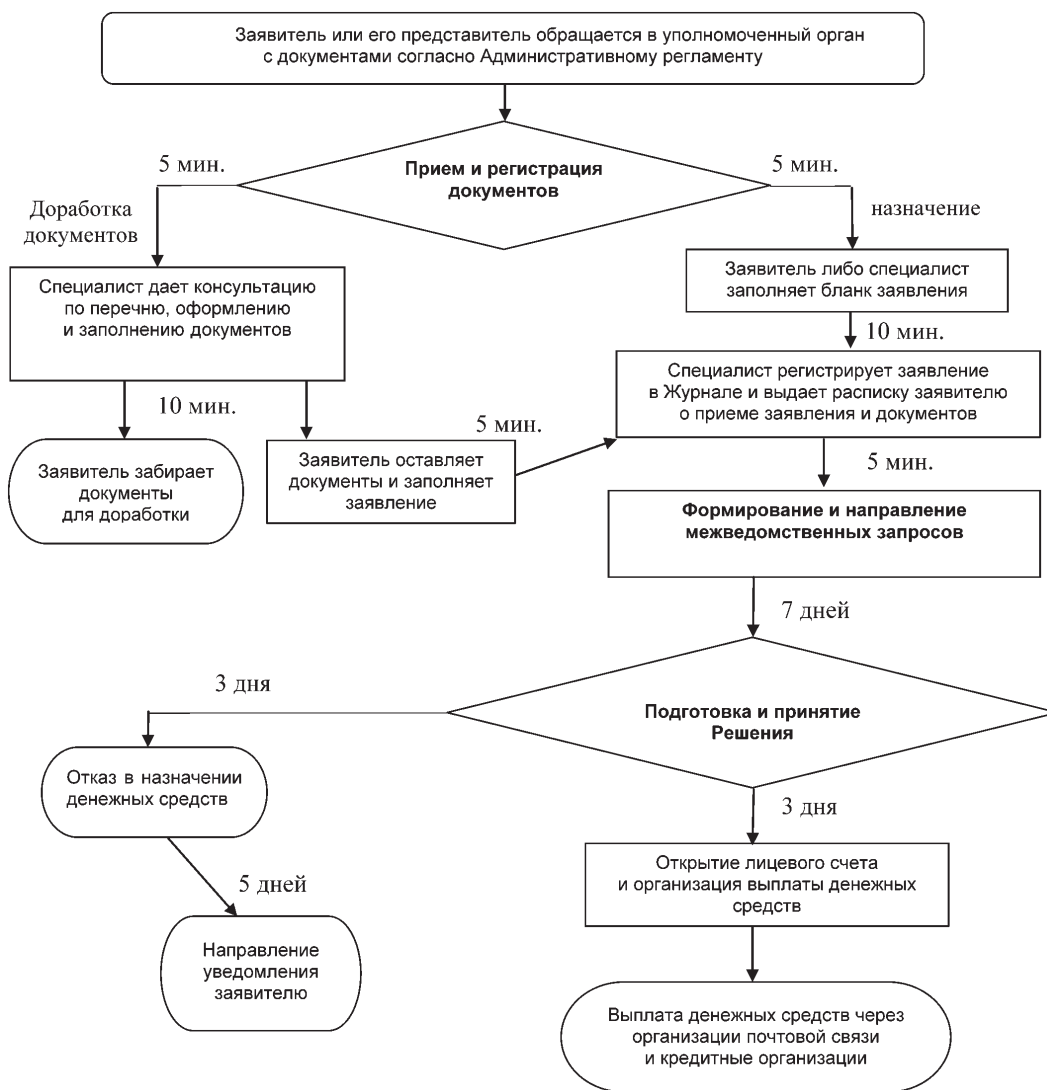 Заявитель или его представитель обращается в уполномоченный орган
с документами согласно Административному регламенту
5 мин.
Прием и регистрация
документов
5 мин.
Доработка
документов
назначение
Специалист дает консультацию
по перечню, оформлению
и заполнению документов
Заявитель либо специалист
заполняет бланк заявления
10 мин.
Специалист регистрирует заявление
в Журнале и выдает расписку заявителю
о приеме заявления и документов
10 мин.
5 мин.
Заявитель забирает
документы
для доработки
Заявитель оставляет
документы и заполняет
заявление
5 мин.
Формирование и направление
межведомственных запросов
7 дней
3 дня
Подготовка и принятие
Решения
Отказ в назначении
денежных средств
3 дня
Открытие лицевого счета
и организация выплаты денежных
средств
5 дней
Направление
уведомления
заявителю
Выплата денежных средств через
организации почтовой связи
и кредитные организации